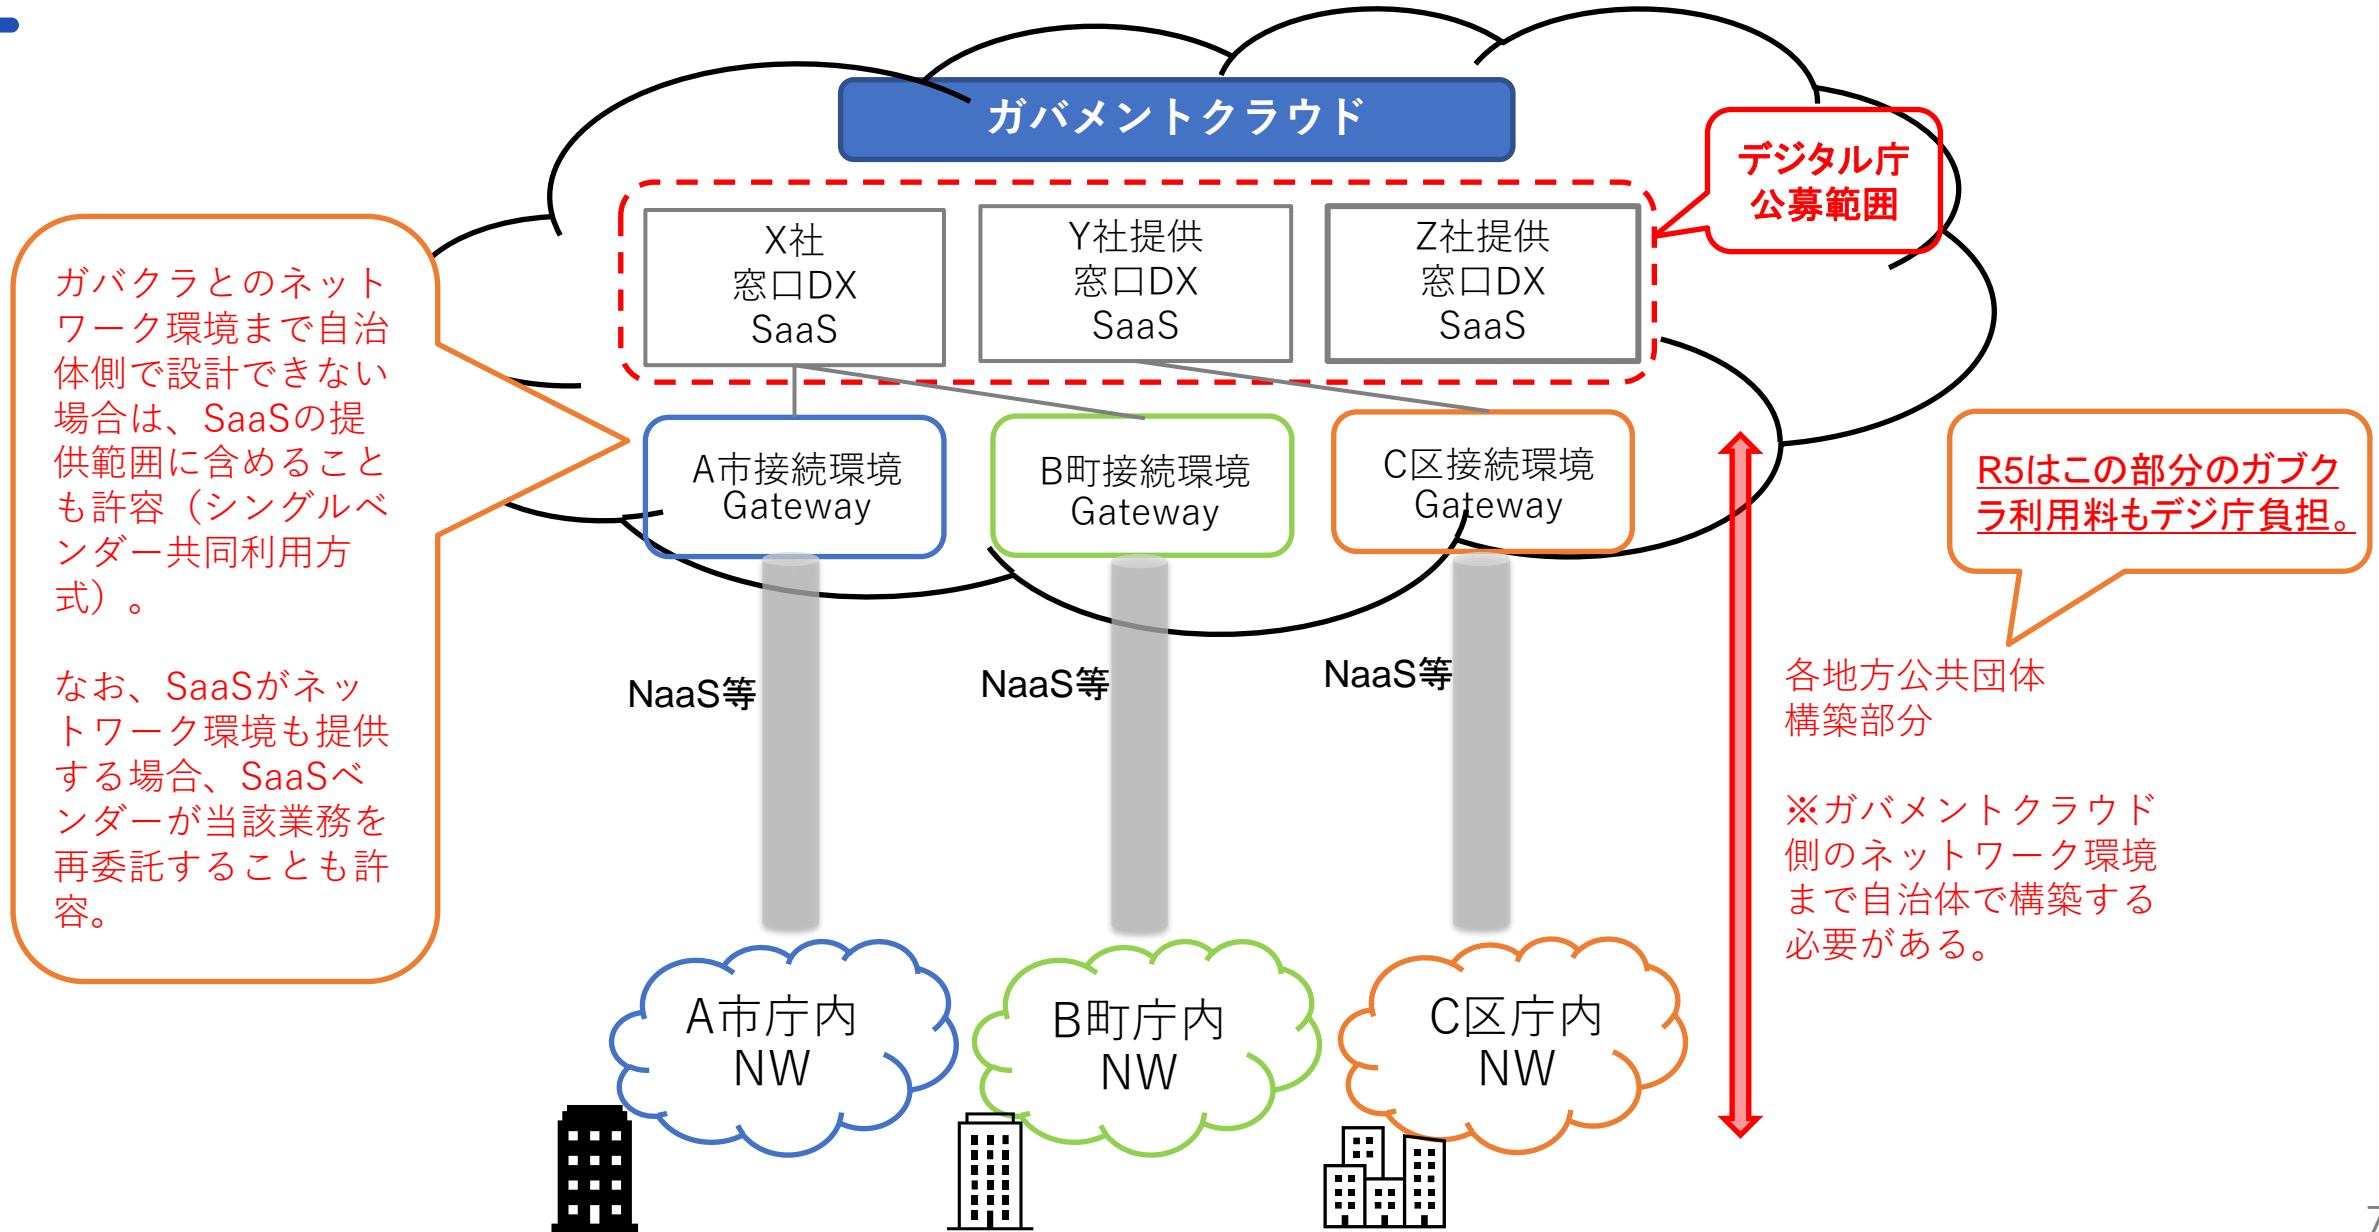 ガバメントクラウド
デジタル庁
公募範囲
X社
窓口DX
SaaS
Y社提供
窓口DX
SaaS
Z社提供
窓口DX
SaaS
ガバクラとのネット
ワーク環境まで自治
体側で設計できない
場合は、SaaSの提
供範囲に含めること
も許容（シングルベ
ンダー共同利用方
式）。
なお、SaaSがネッ
トワーク環境も提供
する場合、SaaSベ
ンダーが当該業務を
再委託することも許
容。
A市接続環境
Gateway
B町接続環境
Gateway
C区接続環境
Gateway
R5はこの部分のガブク
ラ利用料もデジ庁負担。
NaaS等
NaaS等
NaaS等
各地方公共団体
構築部分
※ガバメントクラウド
側のネットワーク環境
まで自治体で構築する
必要がある。
A市庁内
NW
B町庁内
NW
C区庁内
NW